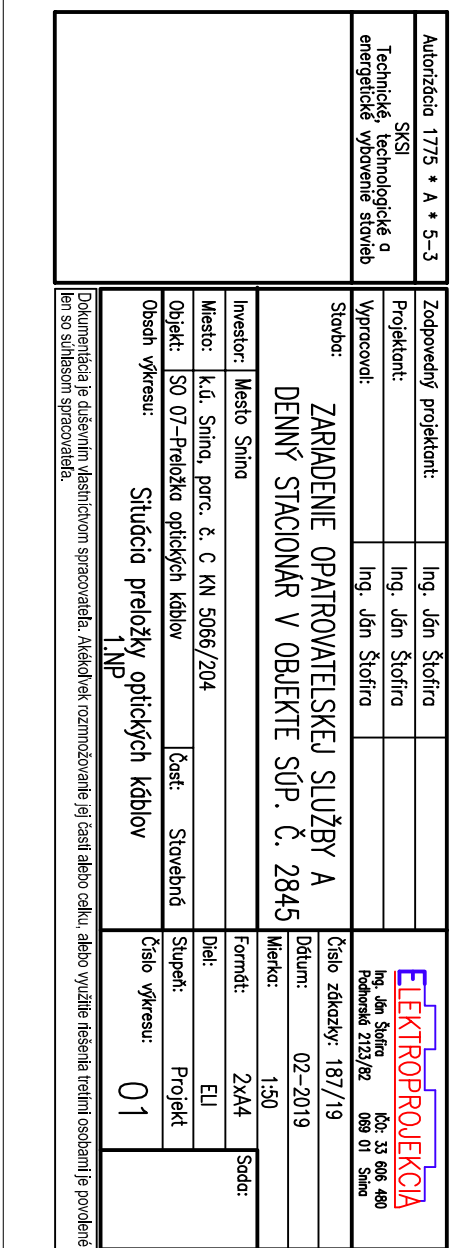 Autorizácia 1775 * A * 5-3
SKSI
Technické, technologické a
energetické vybavenie stavieb
Zodpovedný projektant: Ing. Ján Štofira
Projektant: Ing. Ján Štofira
Vypracoval: Ing. Ján Štofira
ELEKTROPROJEKCIA
Ing. Ján Štofira IČO: 33 606 480
Podhorská 2123/82 069 01 Snina
Stavba:
ZARIADENIE OPATROVATELSKEJ SLUŽBY A
DENNÝ STACIONÁR V OBJEKTE SÚP. Č. 2845
Číslo zákazky: 187/19
Dátum: 02-2019
Mierka: 1:50
Investor: Mesto Snina
Miesto: k.ú. Snina, parc. č. C KN 5066/204
Objekt: SO 07-Preložka optických káblov
Časť: Stavebná
Formát: 2xA4
Diel: ELI
Stupeň: Projekt
Sada:
Obsah výkresu:
Situácia preložky optických káblov
1.NP
Číslo výkresu: 01
Dokumentácia je duševním vlastníctvom spracovateľa. Akékoľvek rozmnožovanie jej časti alebo celku, alebo využitie riešenia tretími osobami je povolené
len so súhlasom spracovateľa.